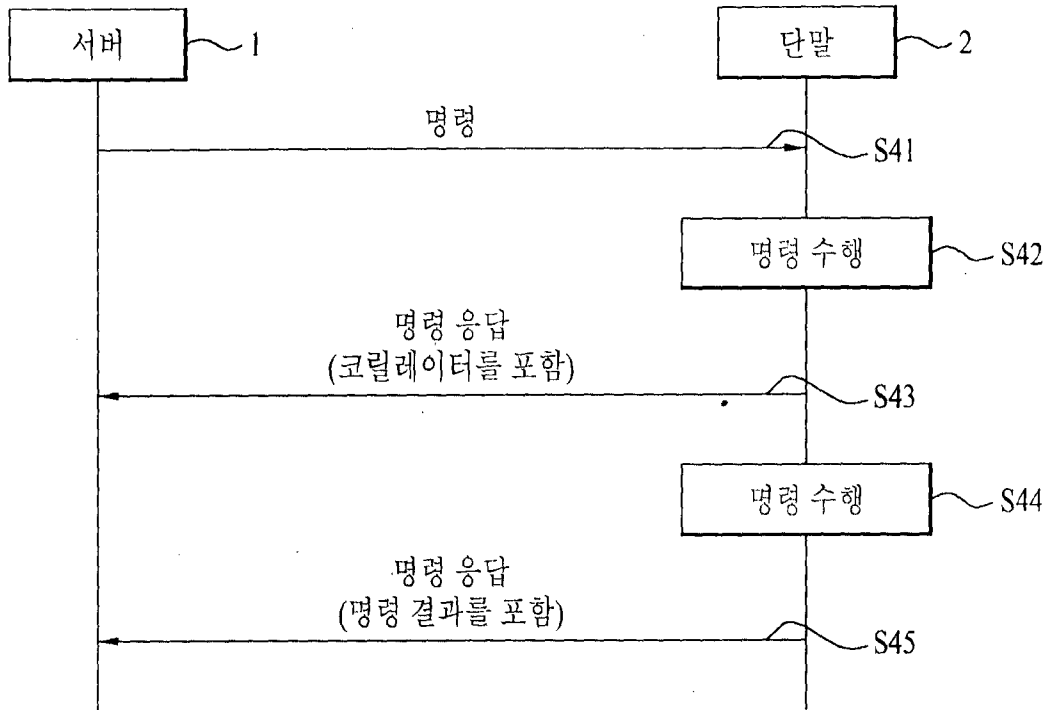 서버
1
단말
2
명령
S41
명령 수행
S42
명령 응답
(코릴레이터를 포함)
S43
명령 수행
S44
명령 응답
(명령 결과를 포함)
S45